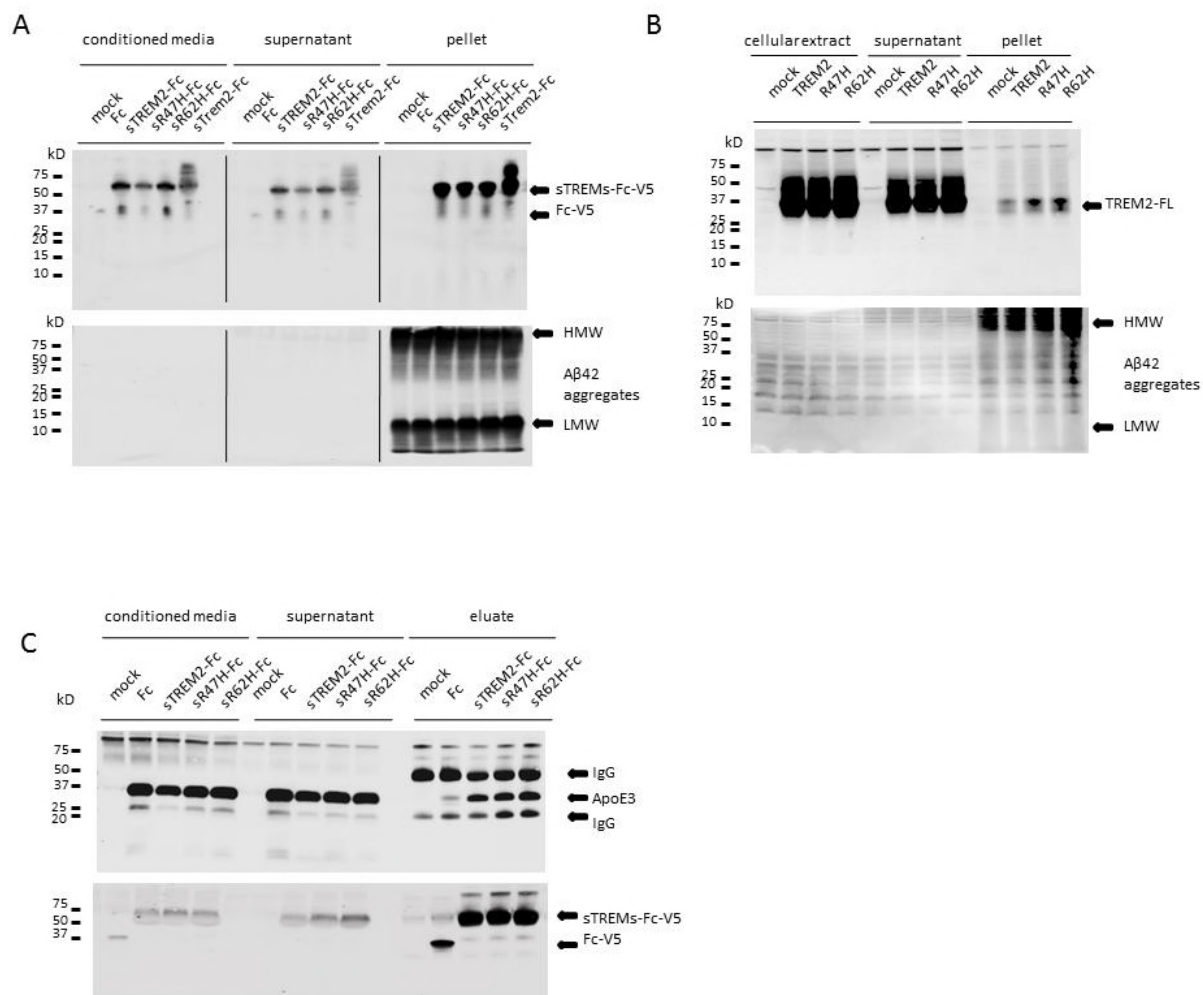 A
conditioned media supernatant pellet
mock Fc sTREM2-Fc sR47H-Fc sR62H-Fc sTrem2-Fc mock Fc sTREM2-Fc sR47H-Fc sR62H-Fc sTrem2-Fc mock Fc sTREM2-Fc sR47H-Fc sR62H-Fc sTrem2-Fc
kD
75
50
37
25
20
15
10
sTREMs-Fc-V5
Fc-V5
kD
75
50
37
25
20
15
10
HMW
Aβ42
aggregates
LMW
B
cellular extract supernatant pellet
mock TREM2 R47H R62H mock TREM2 R47H R62H mock TREM2 R47H R62H
kD
75
50
37
25
20
15
10
TREM2-FL
kD
75
50
37
25
20
15
10
HMW
Aβ42
aggregates
LMW
C
conditioned media supernatant eluate
mock Fc sTREM2-Fc sR47H-Fc sR62H-Fc mock Fc sTREM2-Fc sR47H-Fc sR62H-Fc mock Fc sTREM2-Fc sR47H-Fc sR62H-Fc
kD
75
50
37
25
20
IgG
ApoE3
IgG
75
50
37
sTREMs-Fc-V5
Fc-V5